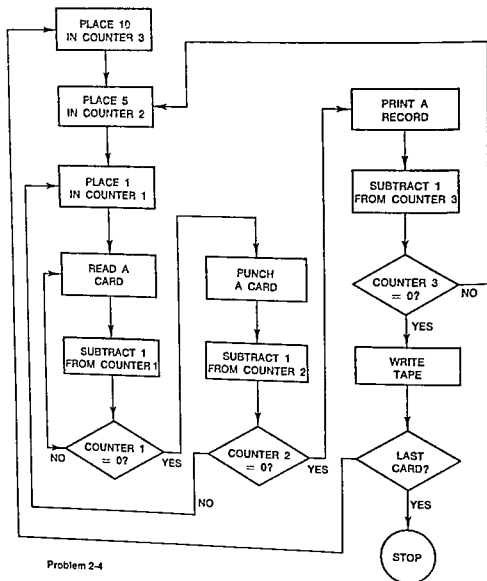 PLACE 10
IN COUNTER 3
PLACE 5
IN COUNTER 2
PLACE 1
IN COUNTER 1
READ A
CARD
SUBTRACT 1
FROM COUNTER 1
COUNTER 1
= 0?
NO
YES
PUNCH
A CARD
SUBTRACT 1
FROM COUNTER 2
COUNTER 2
= 0?
NO
YES
PRINT A
RECORD
SUBTRACT 1
FROM COUNTER 3
COUNTER 3
= 0?
NO
YES
WRITE
TAPE
LAST
CARD?
YES
STOP
Problem 2-4